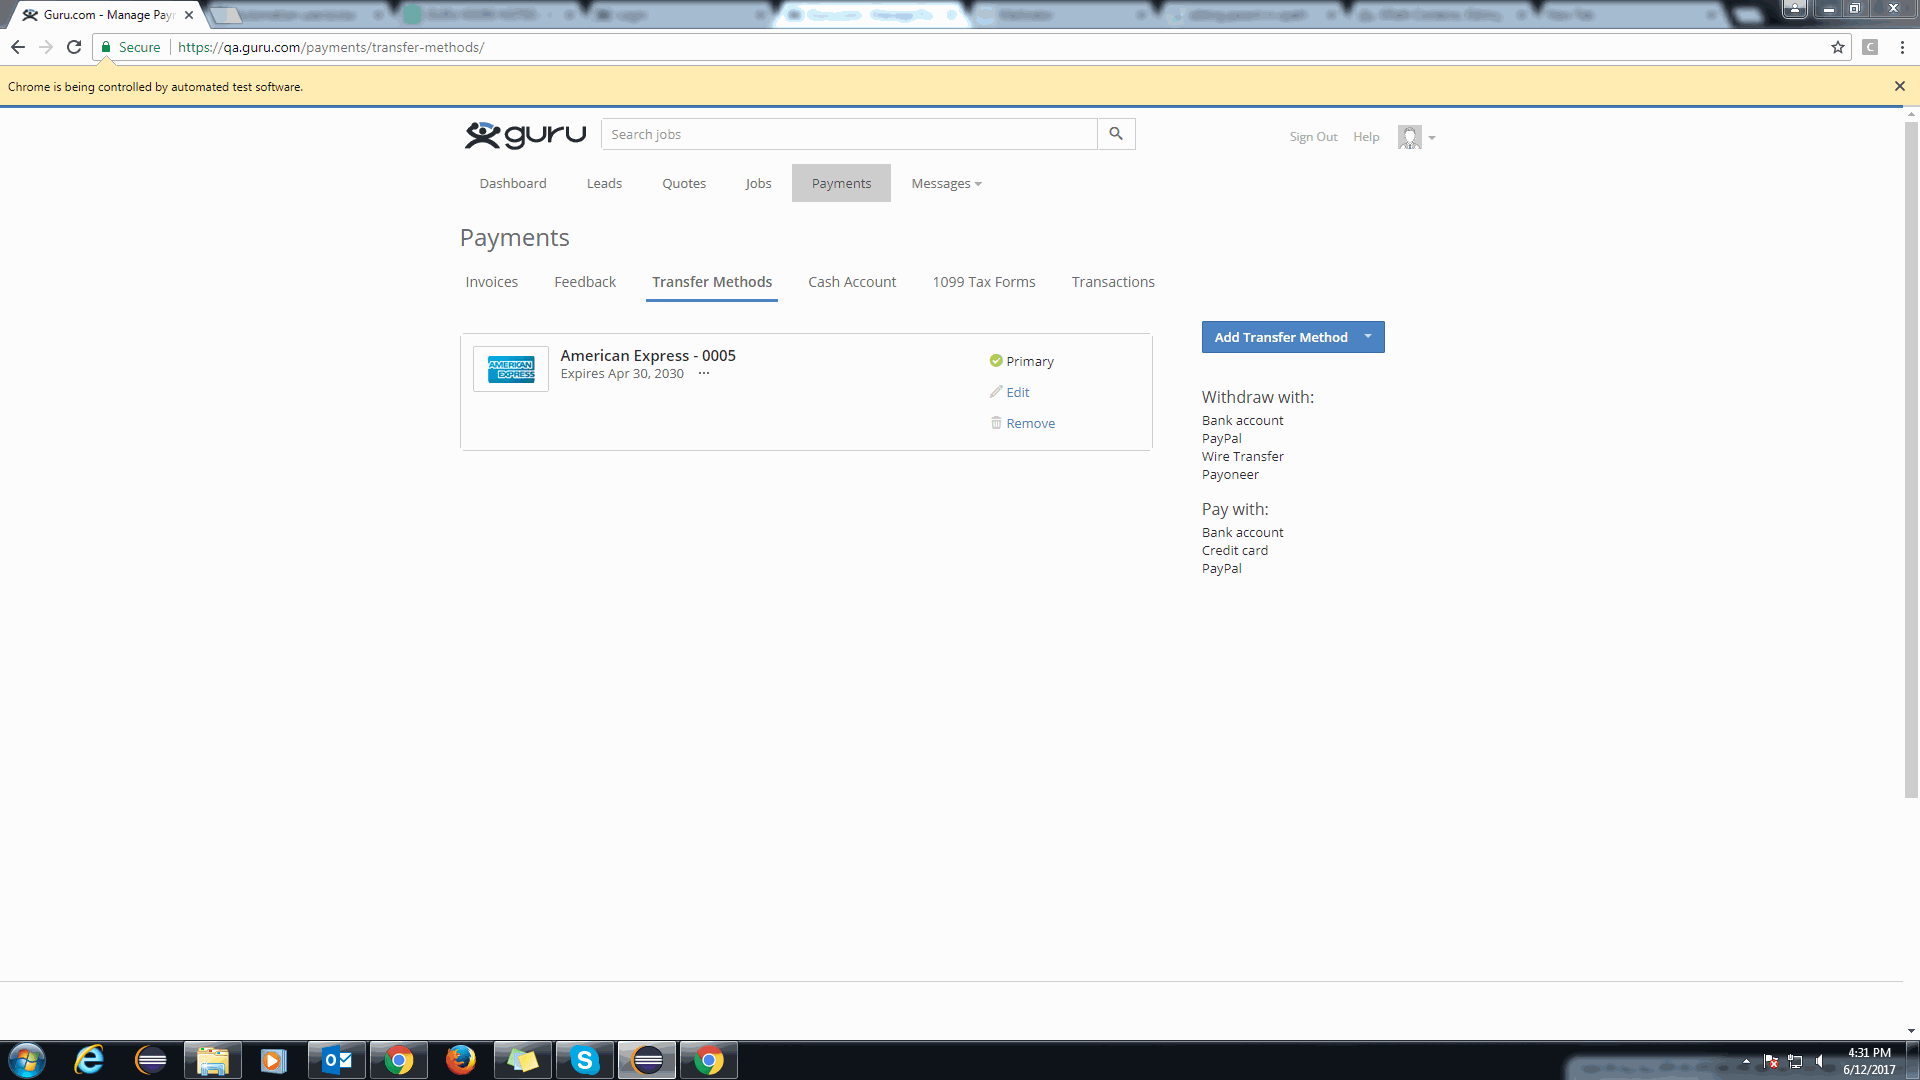 Guru.com - Manage Payr
Secure https://qa.guru.com/payments/transfer-methods/
C
Chrome is being controlled by automated test software.
guru
Search jobs
Sign Out Help
Dashboard Leads Quotes Jobs Payments Messages
Payments
Invoices Feedback Transfer Methods Cash Account 1099 Tax Forms Transactions
Add Transfer Method
AMERICAN EXPRESS
American Express - 0005
Expires Apr 30, 2030 ...
Primary
Edit
Remove
Withdraw with:
Bank account
PayPal
Wire Transfer
Payoneer
Pay with:
Bank account
Credit card
PayPal
4:31 PM
6/12/2017